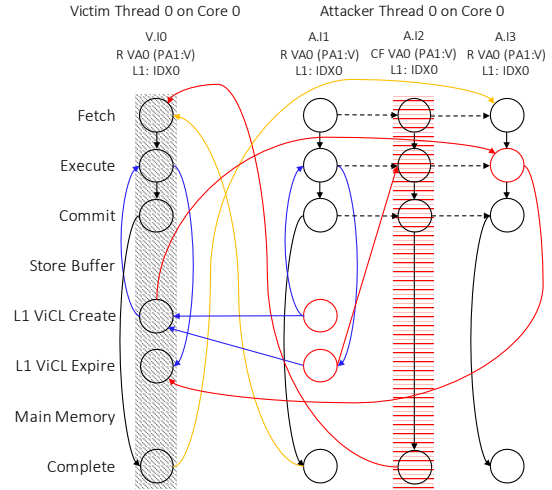 Victim Thread 0 on Core 0
Attacker Thread 0 on Core 0
V.I0
R VA0 (PA1:V)
L1: IDX0
A.I1
R VA0 (PA1:V)
L1: IDX0
A.I2
CF VA0 (PA1:V)
L1: IDX0
A.I3
R VA0 (PA1:V)
L1: IDX0
Fetch
Execute
Commit
Store Buffer
L1 ViCL Create
L1 ViCL Expire
Main Memory
Complete